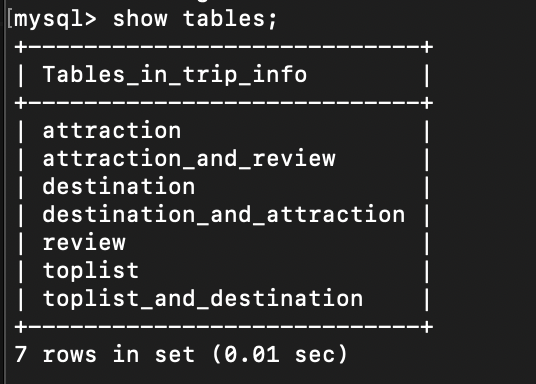 [mysql> show tables;
+----------------------------+
| Tables_in_trip_info        |
+----------------------------+
| attraction                 |
| attraction_and_review      |
| destination                |
| destination_and_attraction |
| review                     |
| toplist                    |
| toplist_and_destination    |
+----------------------------+
7 rows in set (0.01 sec)